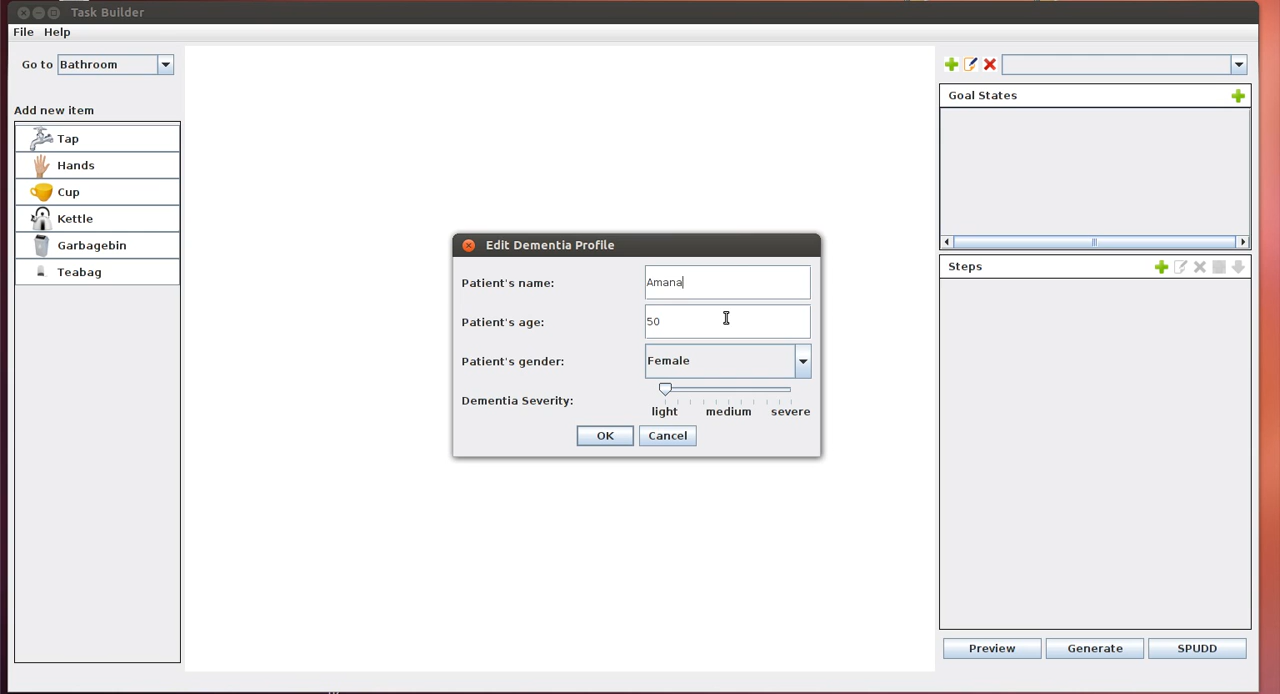 Task Builder
File Help
Go to Bathroom
Add new item
Tap
Hands
Cup
Kettle
Garbagebin
Teabag
Edit Dementia Profile
Patient's name: Amana
Patient's age: 50
Patient's gender: Female
Dementia Severity:
light medium severe
OK Cancel
Goal States
Steps
Preview Generate SPUDD